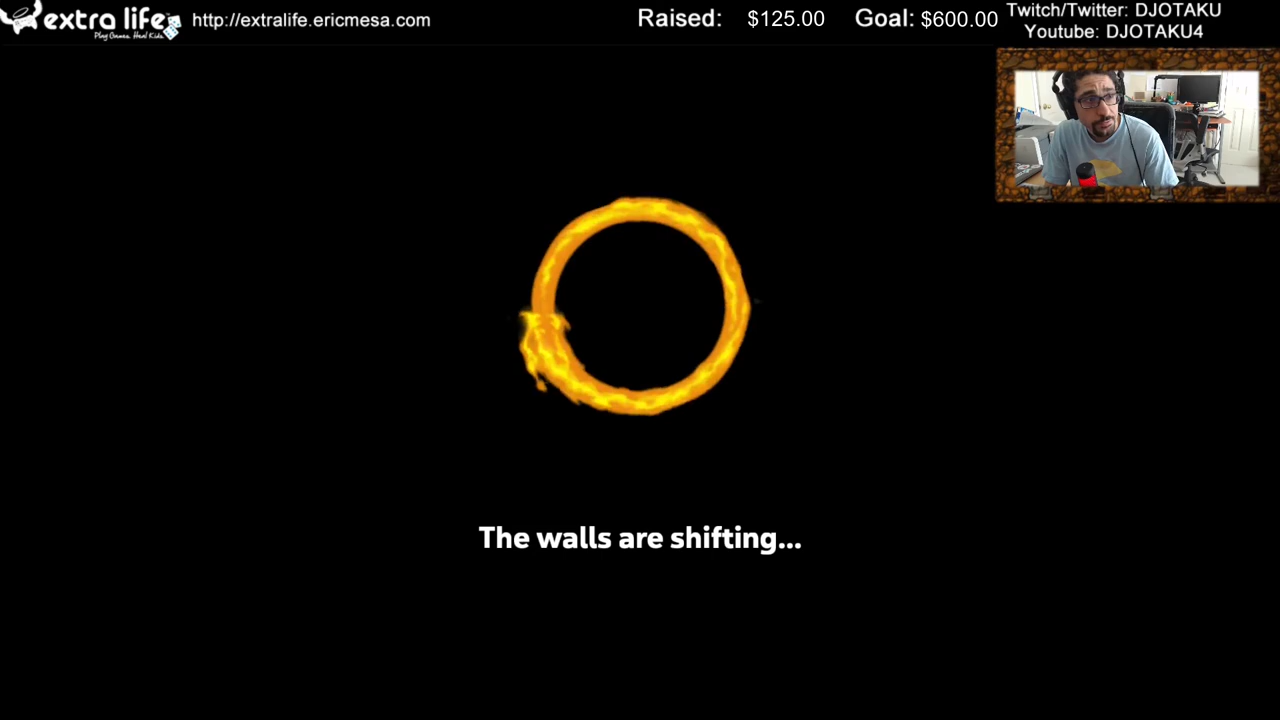 extra life
Play Games. Heal Kids.
http://extralife.ericmesa.com
Raised: $125.00 Goal: $600.00
Twitch/Twitter: DJOTAKU
Youtube: DJOTAKU4
The walls are shifting...